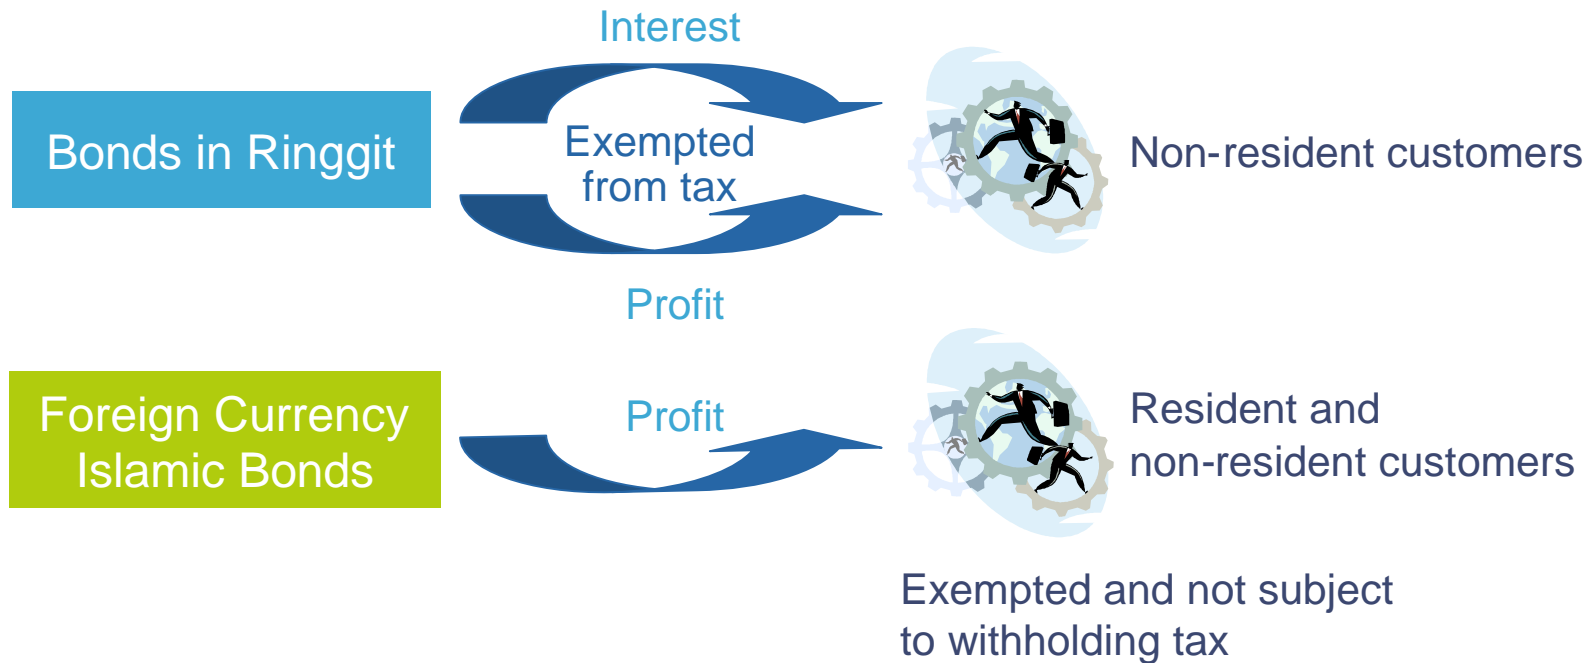 Interest
Bonds in Ringgit
Exempted
from tax
Non-resident customers
Profit
Foreign Currency
Islamic Bonds
Profit
Resident and
non-resident customers
Exempted and not subject
to withholding tax